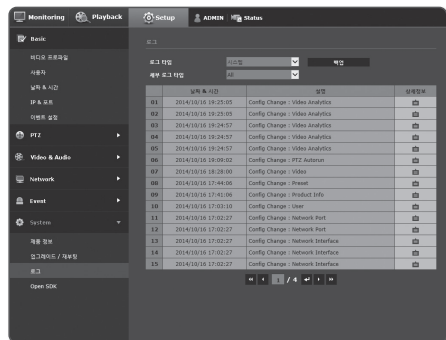 Monitoring Playback Setup ADMIN Status
Basic
비디오 프로파일
사용자
날짜 & 시간
IP & 포트
이벤트 설정
PTZ
Video & Audio
Network
Event
System
제품 정보
업그레이드 / 재부팅
로그
Open SDK
로그
로그 타입 시스템 확인
세부 로그 타입 All
날짜 & 시간 설명 상세정보
01 2014/10/16 19:25:05 Config Change : Video Analytics
02 2014/10/16 19:25:05 Config Change : Video Analytics
03 2014/10/16 19:24:57 Config Change : Video Analytics
04 2014/10/16 19:24:57 Config Change : Video Analytics
05 2014/10/16 19:24:57 Config Change : Video Analytics
06 2014/10/16 19:09:02 Config Change : PTZ Autorun
07 2014/10/16 18:28:00 Config Change : Video
08 2014/10/16 17:44:06 Config Change : Preset
09 2014/10/16 17:41:06 Config Change : Product Info
10 2014/10/16 17:03:10 Config Change : User
11 2014/10/16 17:02:27 Config Change : Network Port
12 2014/10/16 17:02:27 Config Change : Network Port
13 2014/10/16 17:02:27 Config Change : Network Interface
14 2014/10/16 17:02:27 Config Change : Network Interface
15 2014/10/16 17:02:27 Config Change : Network Interface
1 / 4